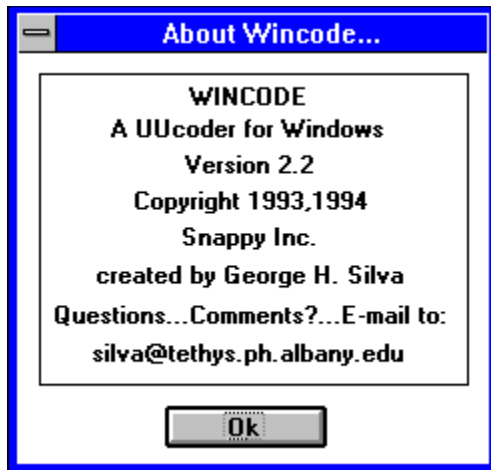 About Wincode...
WINCODE
A UUcoder for Windows
Version 2.2
Copyright 1993,1994
Snappy Inc.
created by George H. Silva
Questions...Comments?...E-mail to:
silva@tethys.ph.albany.edu
Ok